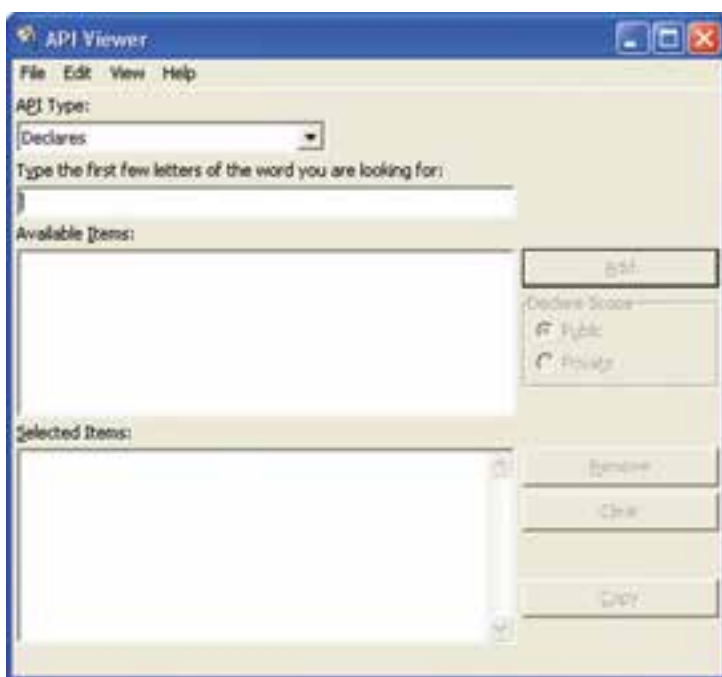 API Viewer
File Edit View Help
API Type:
Declares
Type the first few letters of the word you are looking for:
Available Items:
Add
Declare Scope
Public
Private
Selected Items:
Remove
Clear
Copy